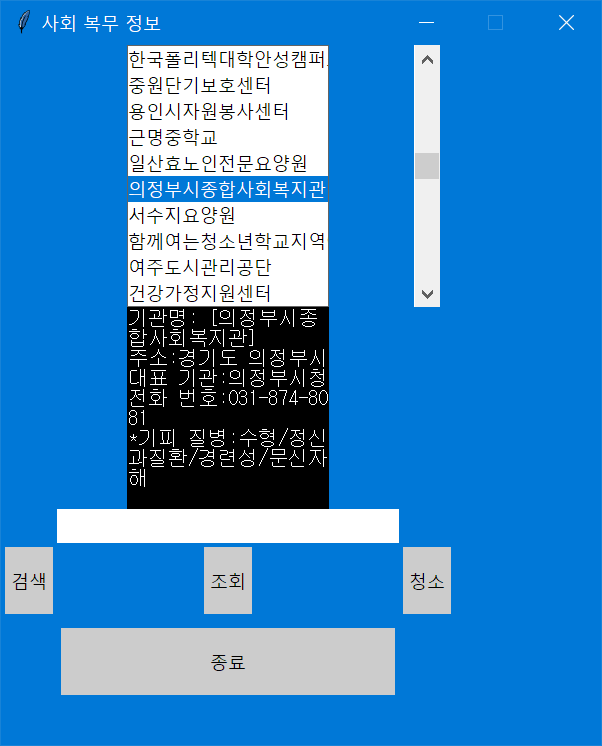 사회 복무 정보
한국폴리텍대학안성캠퍼
중원단기보호센터
용인시자원봉사센터
근명중학교
일산효노인전문요양원
의정부시종합사회복지관
서수지요양원
함께여는청소년학교지역
여주도시관리공단
건강가정지원센터
기관명: [의정부시종
합사회복지관]
주소:경기도 의정부시
대표 기관:의정부시청
전화 번호:031-874-80
81
*기피 질병:수형/정신
과질환/경련성/문신자
해
검색 조회 청소
종료